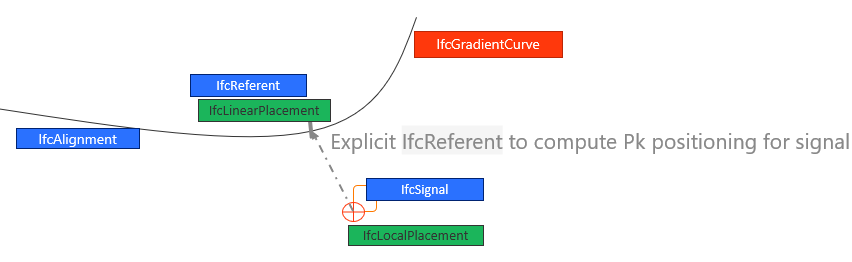 IfcGradientCurve
IfcReferent
IfcLinearPlacement
IfcAlignment
Explicit IfcReferent to compute Pk positioning for signal
IfcSignal
IfcLocalPlacement